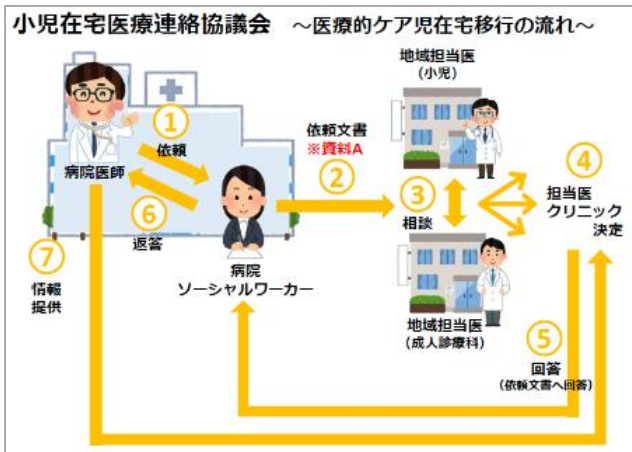 小児在宅医療連絡協議会 ～医療的ケア児在宅移行の流れ～
①
依頼
病院医師
⑥
返答
病院
ソーシャルワーカー
⑦
情報
提供
依頼文書
※資料A
②
地域担当医
(小児)
③
相談
地域担当医
(成人診療科)
④
担当医
クリニック
決定
⑤
回答
(依頼文書へ回答)